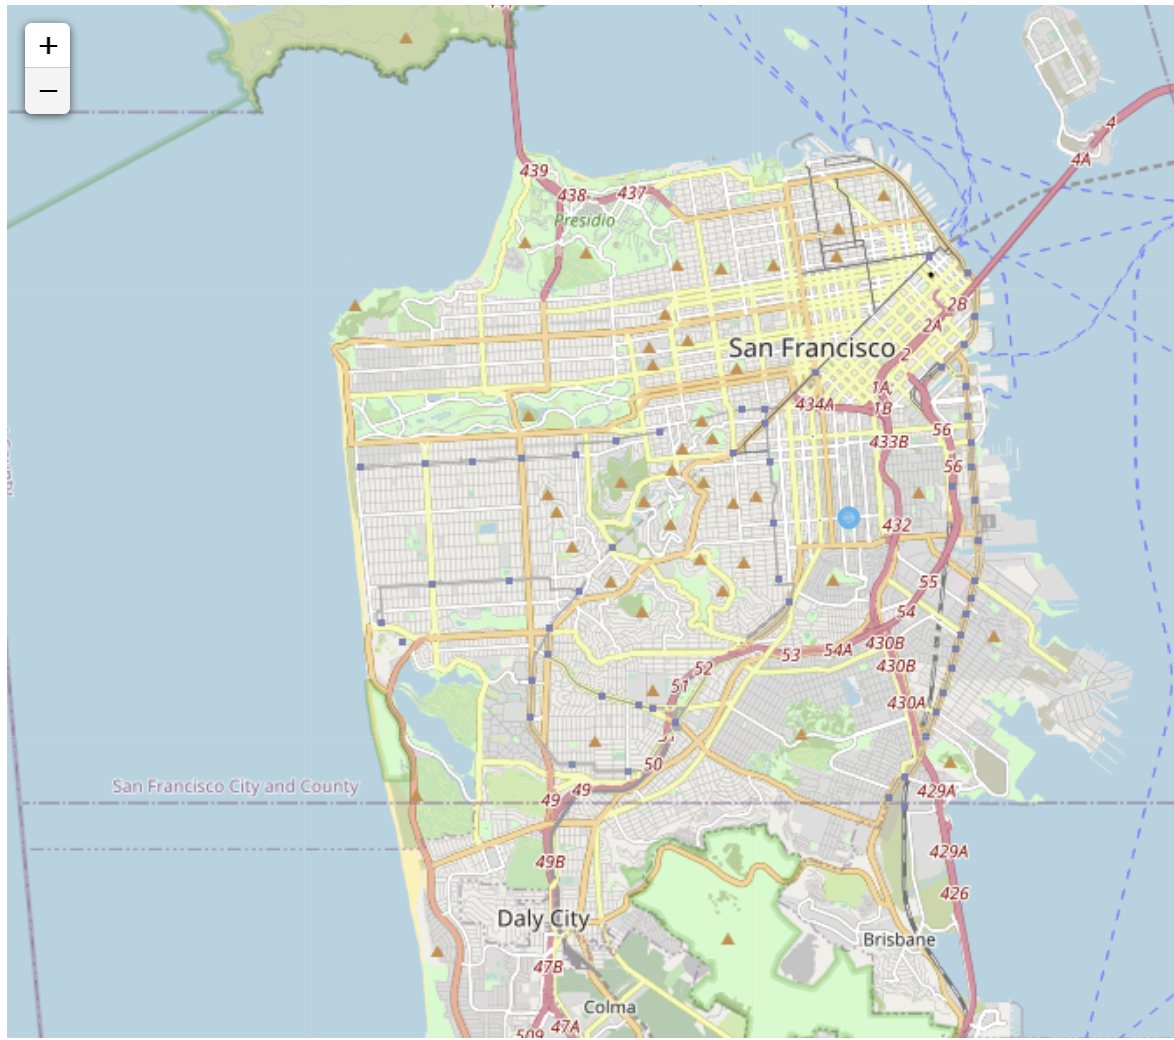 +
−
4
4A
439
438
437
Presidio
2B
2A
San Francisco
2
1A
434A
1B
56
433B
56
432
55
54
430B
53
54A
52
430B
51
430A
50
San Francisco City and County
49
49
429A
49B
429A
426
Daly City
Brisbane
47B
Colma
47A
509